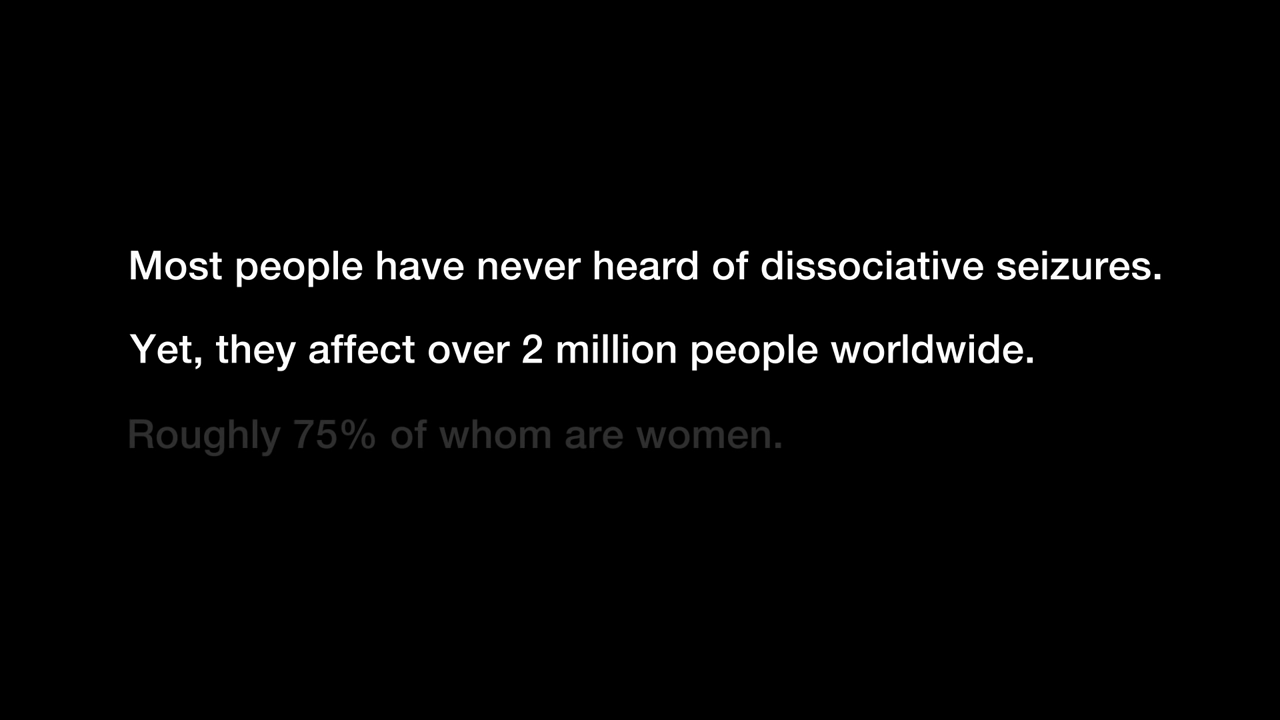 Most people have never heard of dissociative seizures.
Yet, they affect over 2 million people worldwide.
Roughly 75% of whom are women.